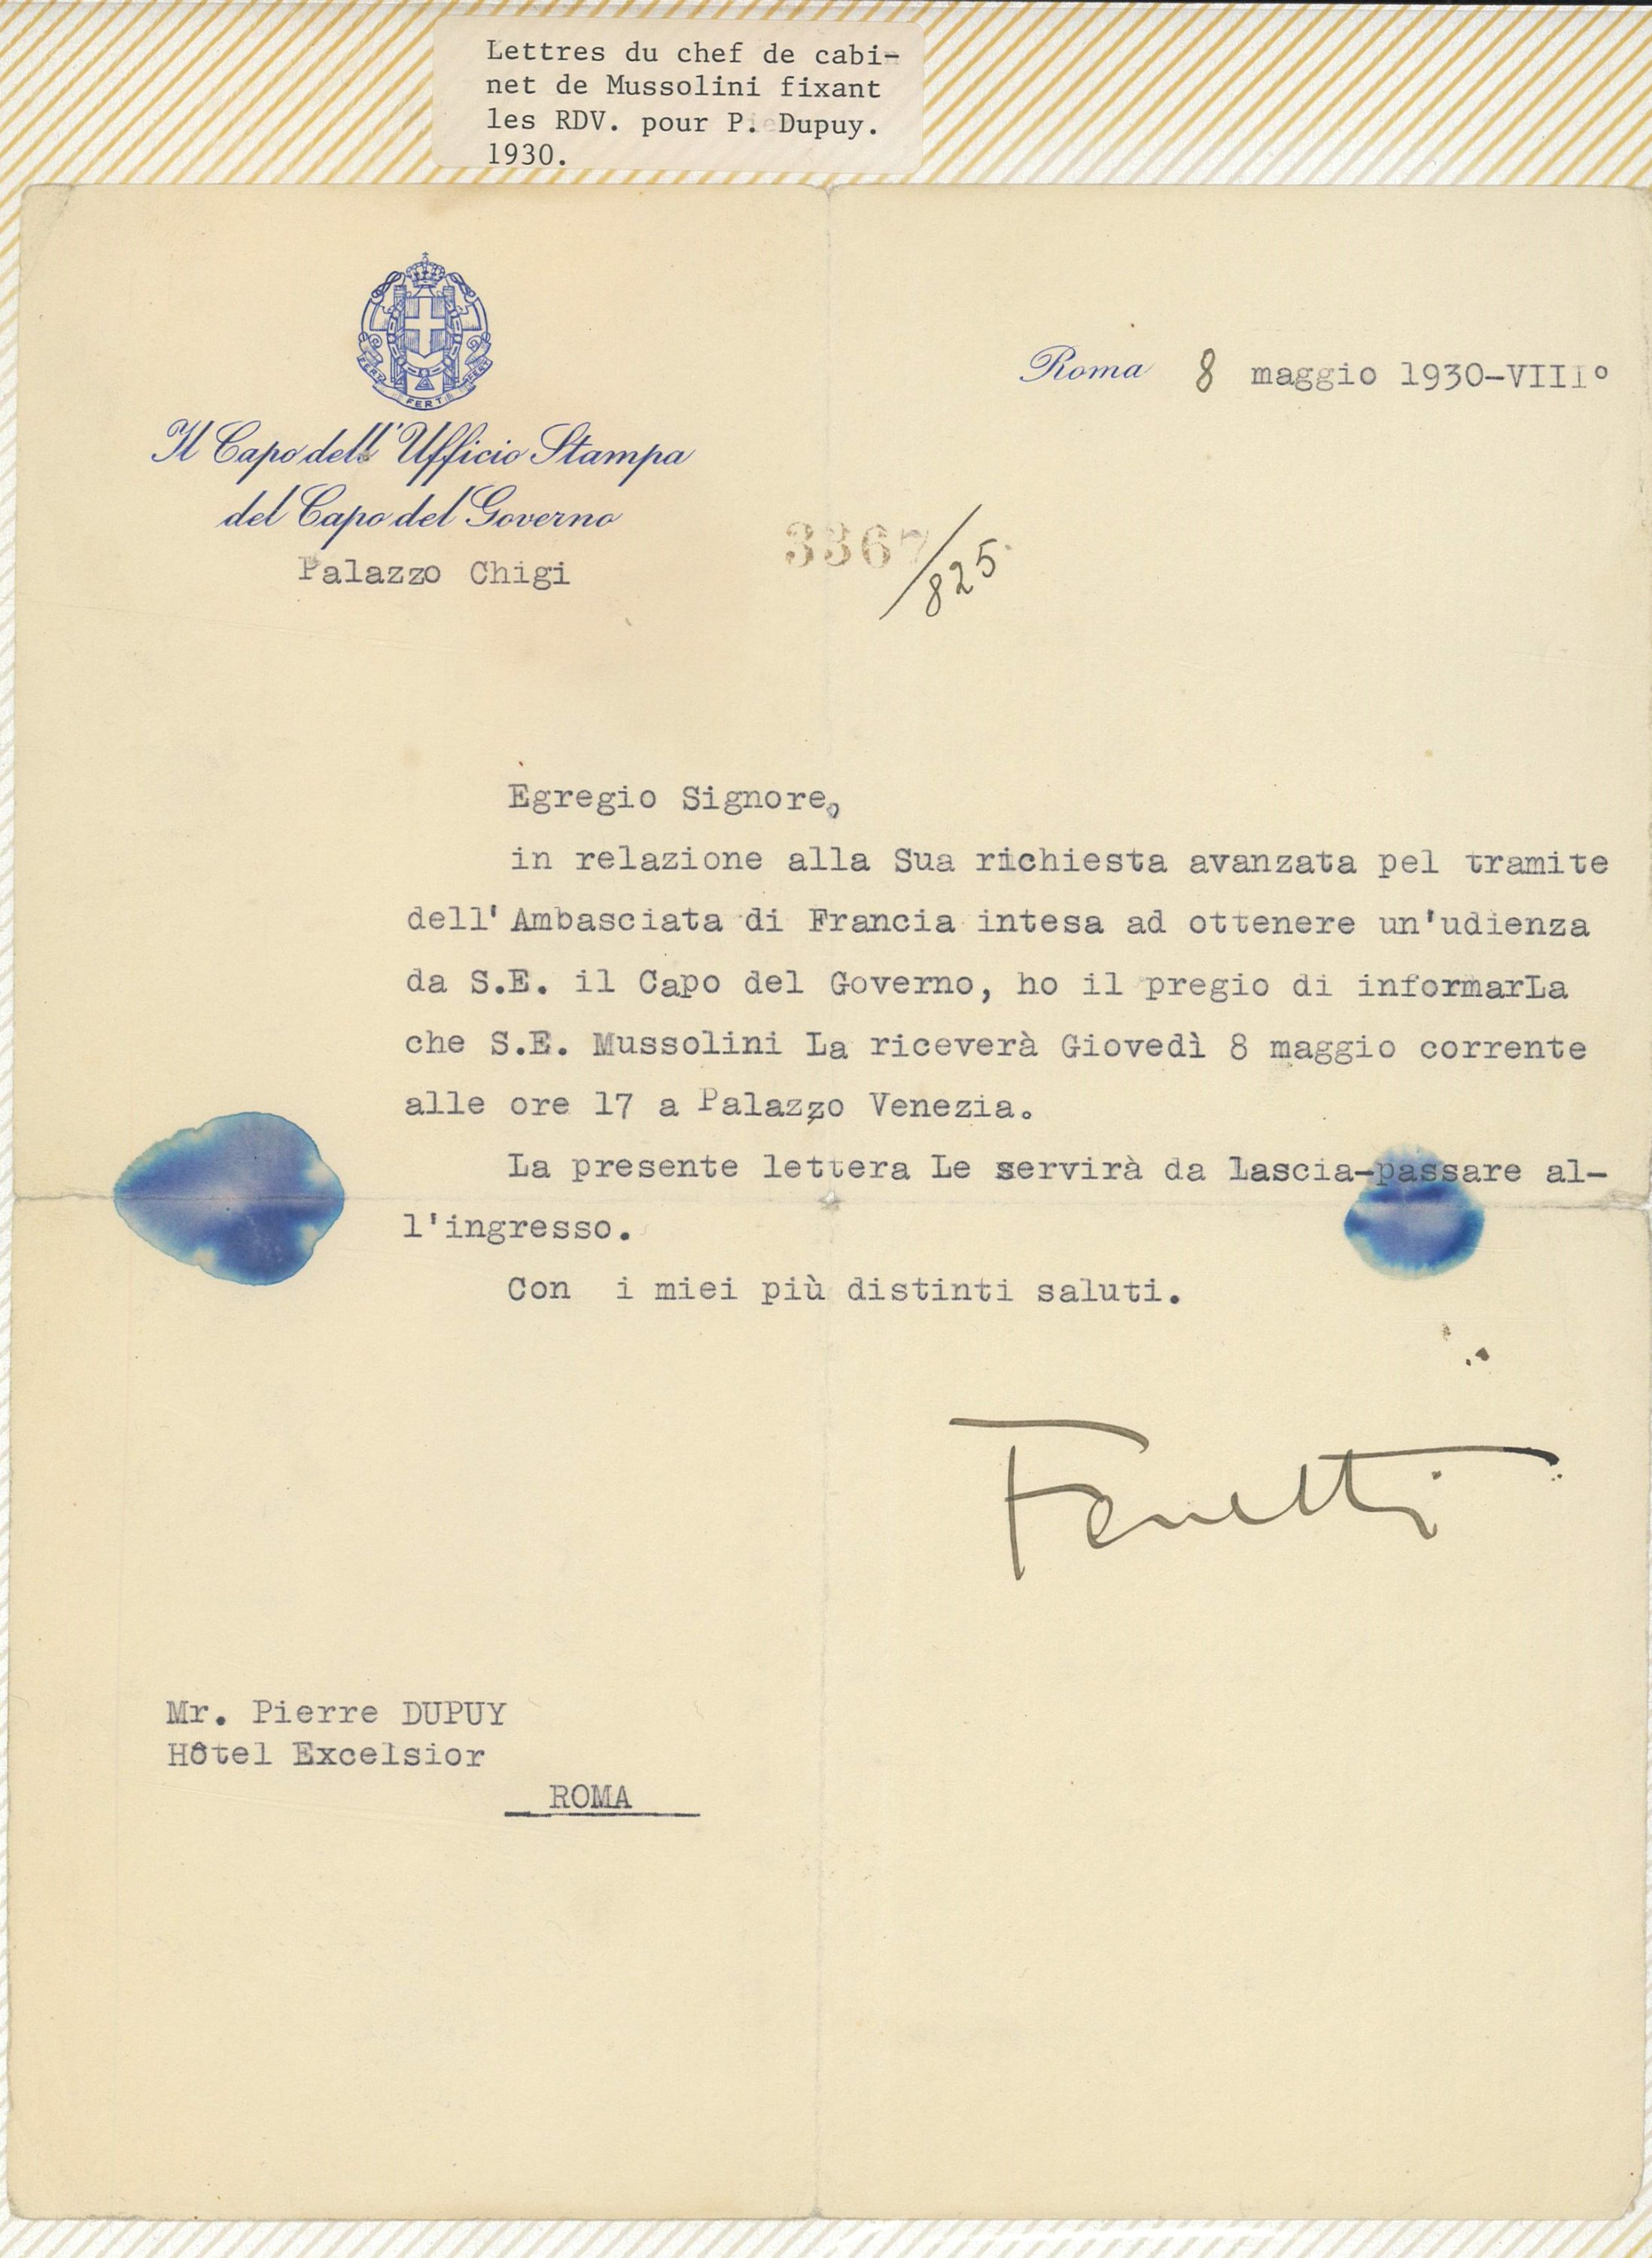 Lettres du chef de cabi-
net de Mussolini fixant
les RDV. pour P. Dupuy.
1930.
FERT FERT FERT
Roma 8 maggio 1930-VIIIº
Il Capo dell'Ufficio Stampa
del Capo del Governo
Palazzo Chigi
3367/825
Egregio Signore,
in relazione alla Sua richiesta avanzata pel tramite
dell'Ambasciata di Francia intesa ad ottenere un'udienza
da S.E. il Capo del Governo, ho il pregio di informarLa
che S.E. Mussolini La riceverà Giovedì 8 maggio corrente
alle ore 17 a Palazzo Venezia.
La presente lettera Le servirà da lascia-passare al-
l'ingresso.
Con i miei più distinti saluti.
Mr. Pierre DUPUY
Hôtel Excelsior
ROMA